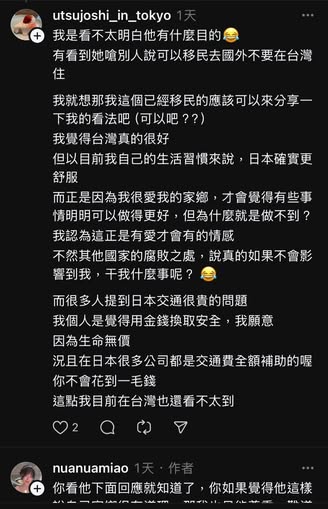 utsujoshi_in_tokyo 1天
我是看不太明白他有什麼目的😂
有看到她嗆別人說可以移民去國外不要在台灣
住
我就想那我這個已經移民的應該可以來分享一
下我的看法吧（可以吧？?）
我覺得台灣真的很好
但以目前我自己的生活習慣來說，日本確實更
舒服
而正是因為我很愛我的家鄉，才會覺得有些事
情明明可以做得更好，但為什麼就是做不到？
我認為這正是有愛才會有的情感
不然其他國家的腐敗之處，說真的如果不會影
響到我，干我什麼事呢？ 😂
而很多人提到日本交通很貴的問題
我個人是覺得用金錢換取安全，我願意
因為生命無價
況且在日本很多公司都是交通費全額補助的喔
你不會花到一毛錢
這點我目前在台灣也還看不太到
2
nuanuamiao 1天 · 作者
你看他下面回應就知道了，你如果覺得他這樣